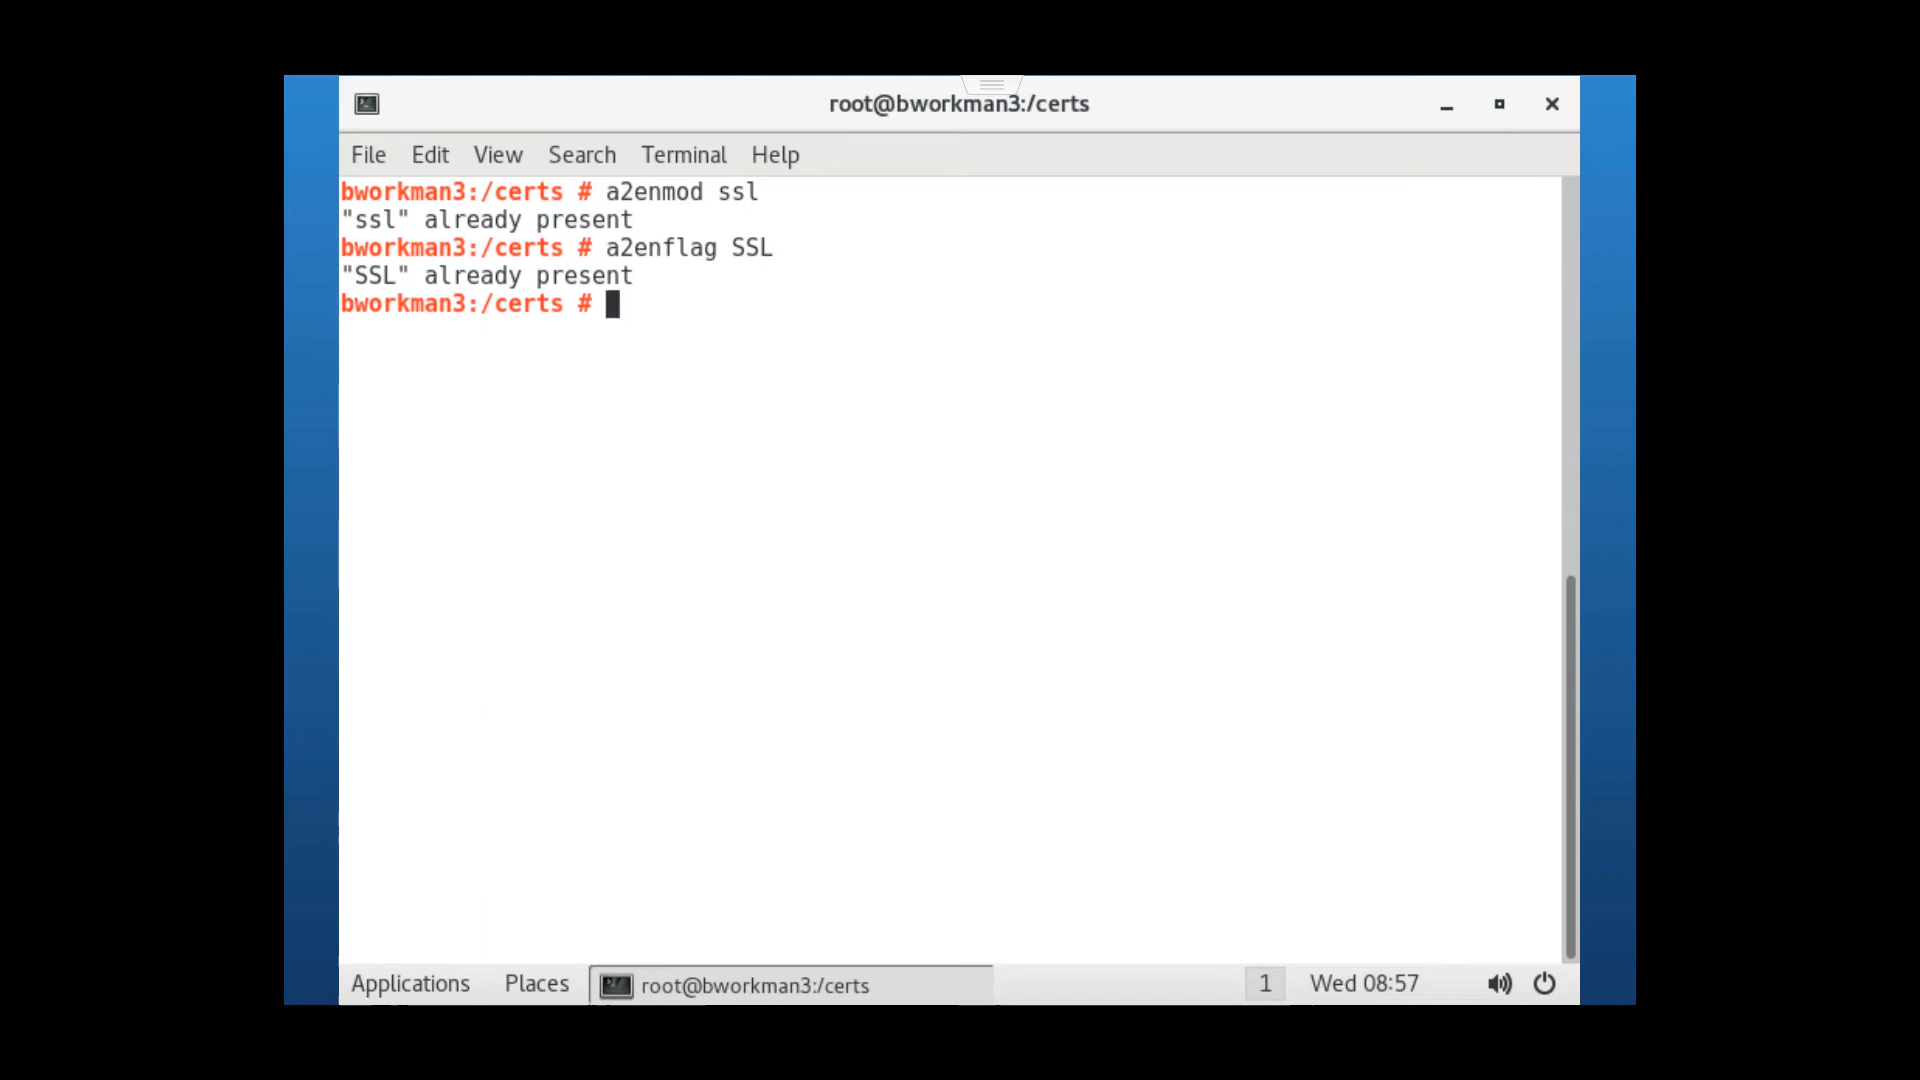 root@bworkman3:/certs
File Edit View Search Terminal Help
bworkman3:/certs # a2enmod ssl
"ssl" already present
bworkman3:/certs # a2enflag SSL
"SSL" already present
bworkman3:/certs #
Applications Places root@bworkman3:/certs 1 Wed 08:57